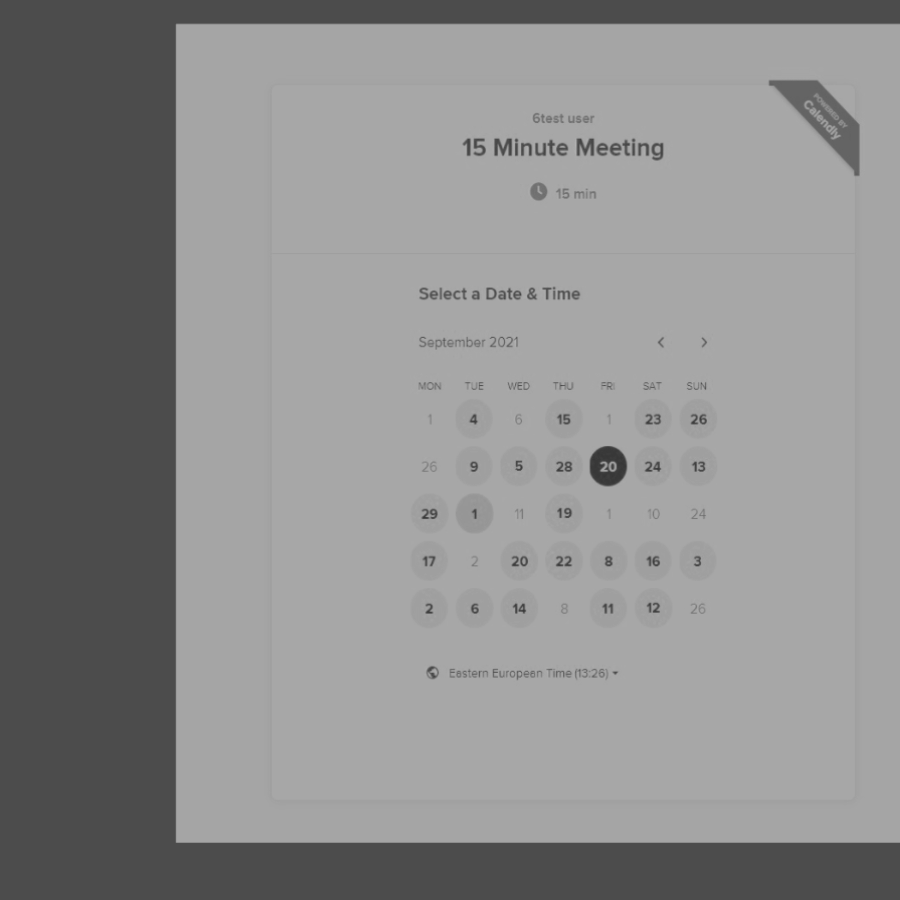 POWERED BY
Calendly
6test user
15 Minute Meeting
15 min
Select a Date & Time
September 2021
MON TUE WED THU FRI SAT SUN
1 4 6 15 1 23 26
26 9 5 28 20 24 13
29 1 11 19 1 10 24
17 2 20 22 8 16 3
2 6 14 8 11 12 26
Eastern European Time (13:26)